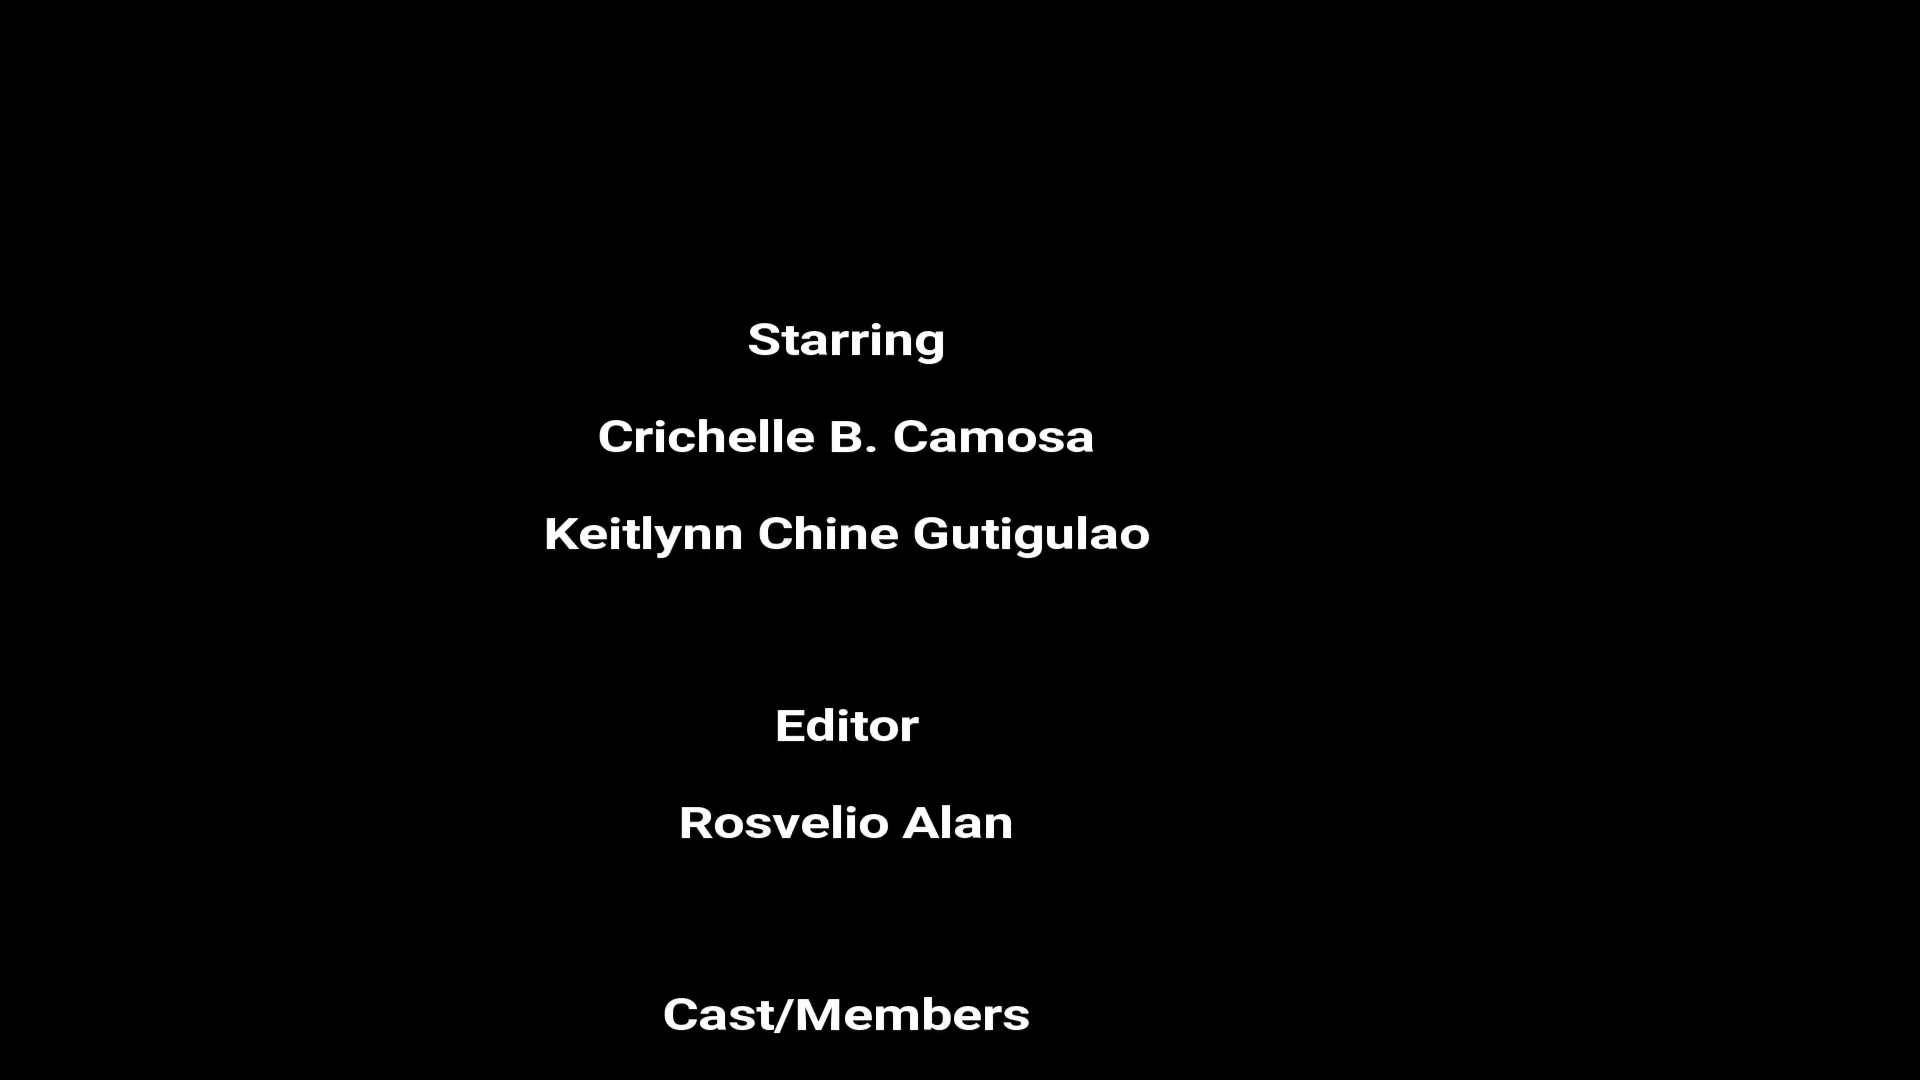 Starring
Crichelle B. Camosa
Keitlynn Chine Gutigulao
Editor
Rosvelio Alan
Cast/Members